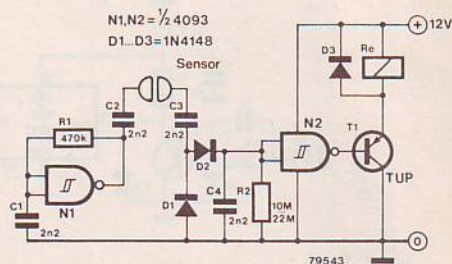 N1,N2 = ½ 4093
D1...D3 = 1N4148
Sensor
D3
Re
+
12V
C2
2n2
C3
2n2
R1
470k
N2
T1
TUP
D2
N1
C1
2n2
D1
C4
2n2
R2
10M
22M
0
79543